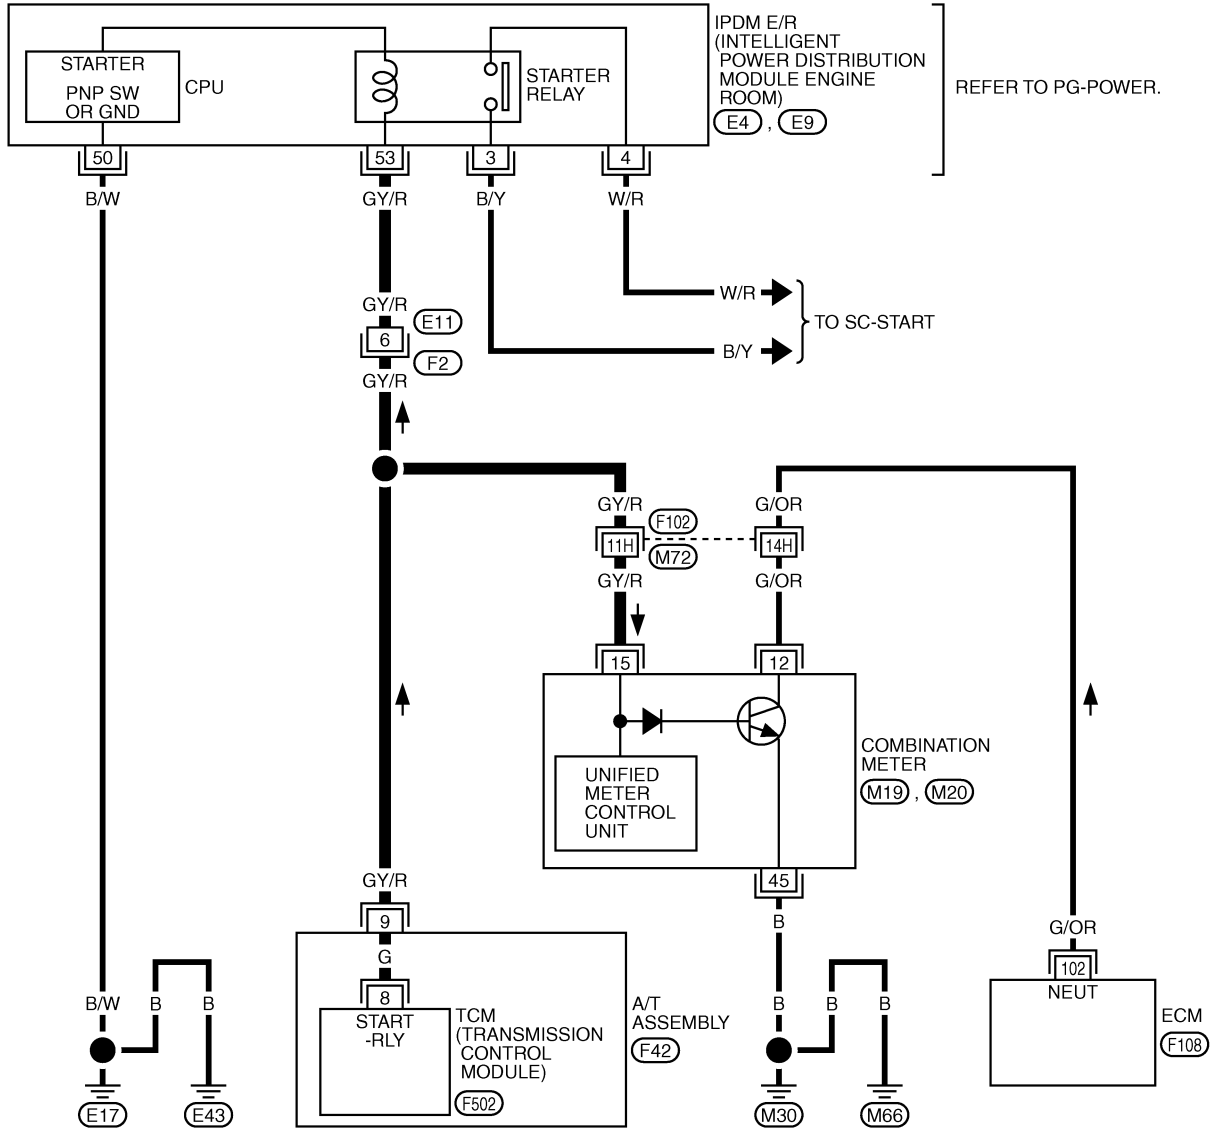 IPDM E/R
(INTELLIGENT
POWER DISTRIBUTION
MODULE ENGINE
ROOM)
E4 , E9
REFER TO PG-POWER.
STARTER
PNP SW
OR GND
CPU
STARTER
RELAY
50
53
3
4
B/W
GY/R
B/Y
W/R
W/R
TO SC-START
B/Y
GY/R
E11
6
F2
GY/R
GY/R
F102
11H
M72
GY/R
G/OR
14H
G/OR
15
12
COMBINATION
METER
M19 , M20
UNIFIED
METER
CONTROL
UNIT
45
B
GY/R
9
G
8
START
-RLY
TCM
(TRANSMISSION
CONTROL
MODULE)
F502
A/T
ASSEMBLY
F42
G/OR
102
NEUT
ECM
F108
B/W
B
B
E17
E43
B
B
B
M30
M66